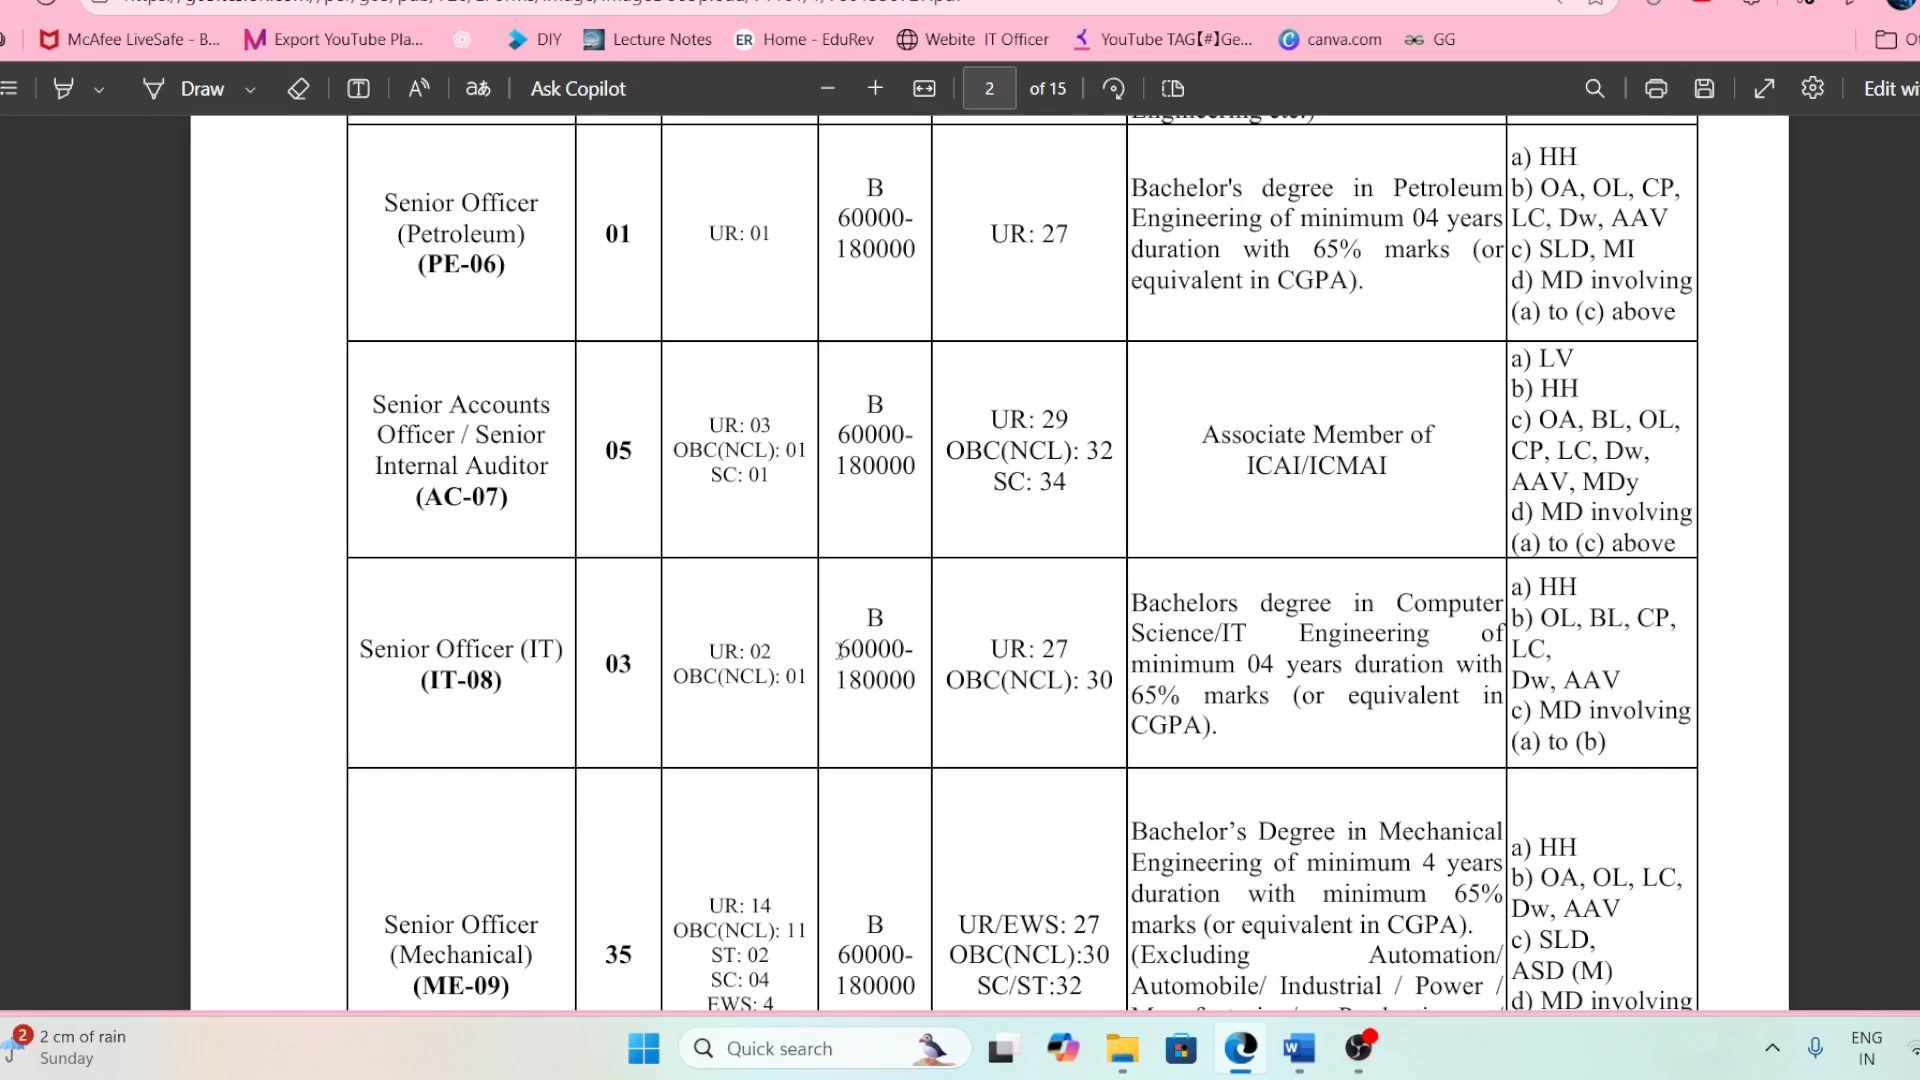 McAfee LiveSafe - B...
Export YouTube Pla...
DIY
Lecture Notes
ER Home - EduRev
Webite IT Officer
YouTube TAG【#】Ge...
canva.com
GG
Draw
Ask Copilot
2 of 15
Edit wi
Senior Officer
(Petroleum)
(PE-06)
01
UR: 01
B
60000-
180000
UR: 27
Bachelor's degree in Petroleum
Engineering of minimum 04 years
duration with 65% marks (or
equivalent in CGPA).
a) HH
b) OA, OL, CP,
LC, Dw, AAV
c) SLD, MI
d) MD involving
(a) to (c) above
Senior Accounts
Officer / Senior
Internal Auditor
(AC-07)
05
UR: 03
OBC(NCL): 01
SC: 01
B
60000-
180000
UR: 29
OBC(NCL): 32
SC: 34
Associate Member of
ICAI/ICMAI
a) LV
b) HH
c) OA, BL, OL,
CP, LC, Dw,
AAV, MDy
d) MD involving
(a) to (c) above
Senior Officer (IT)
(IT-08)
03
UR: 02
OBC(NCL): 01
B
60000-
180000
UR: 27
OBC(NCL): 30
Bachelors degree in Computer
Science/IT Engineering of
minimum 04 years duration with
65% marks (or equivalent in
CGPA).
a) HH
b) OL, BL, CP,
LC,
Dw, AAV
c) MD involving
(a) to (b)
Senior Officer
(Mechanical)
(ME-09)
35
UR: 14
OBC(NCL): 11
ST: 02
SC: 04
EWS: 4
B
60000-
180000
UR/EWS: 27
OBC(NCL):30
SC/ST:32
Bachelor’s Degree in Mechanical
Engineering of minimum 4 years
duration with minimum 65%
marks (or equivalent in CGPA).
(Excluding Automation/
Automobile/ Industrial / Power /
a) HH
b) OA, OL, LC,
Dw, AAV
c) SLD,
ASD (M)
d) MD involving
2
2 cm of rain
Sunday
Quick search
ENG
IN